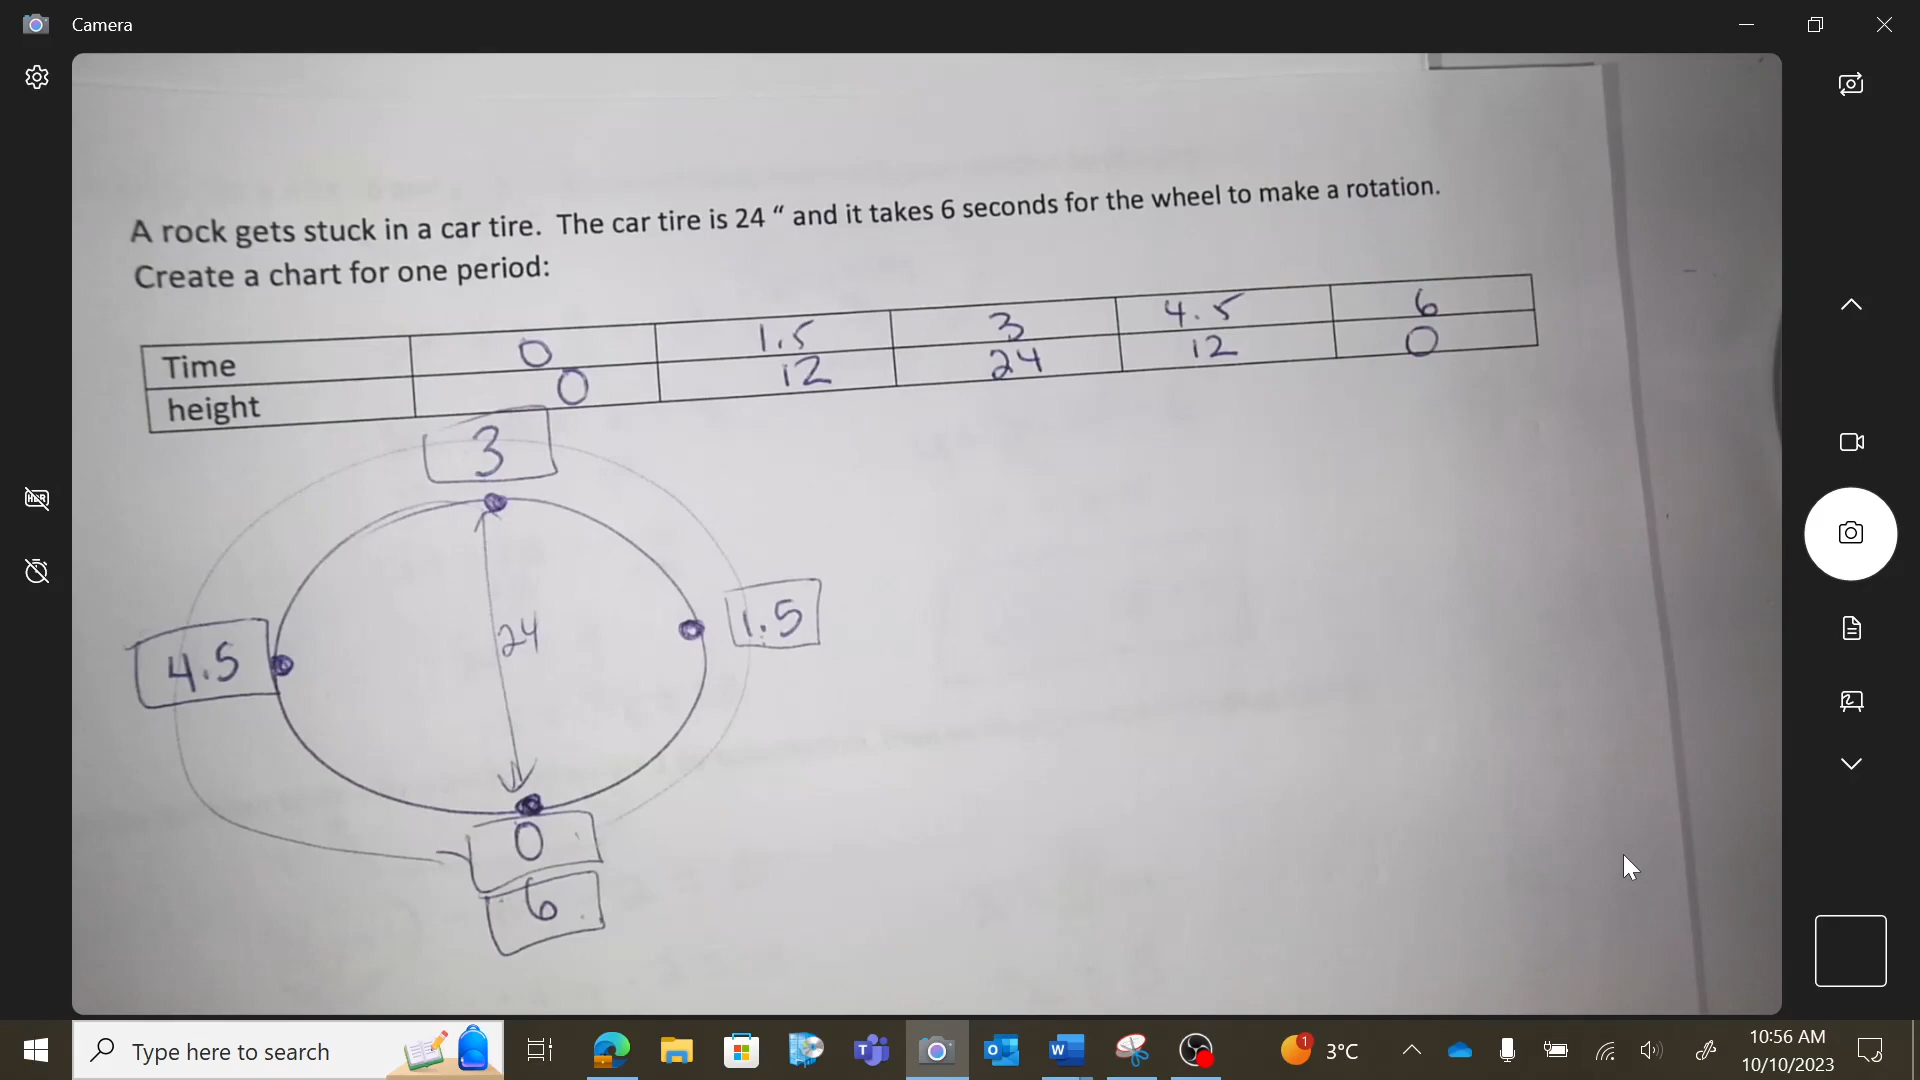 Camera
A rock gets stuck in a car tire. The car tire is 24 “ and it takes 6 seconds for the wheel to make a rotation.
Create a chart for one period:
Time 0 1.5 3 4.5 6
height 0 12 24 12 0
3
24
1.5
4.5
0
6
Type here to search
3°C
10:56 AM
10/10/2023